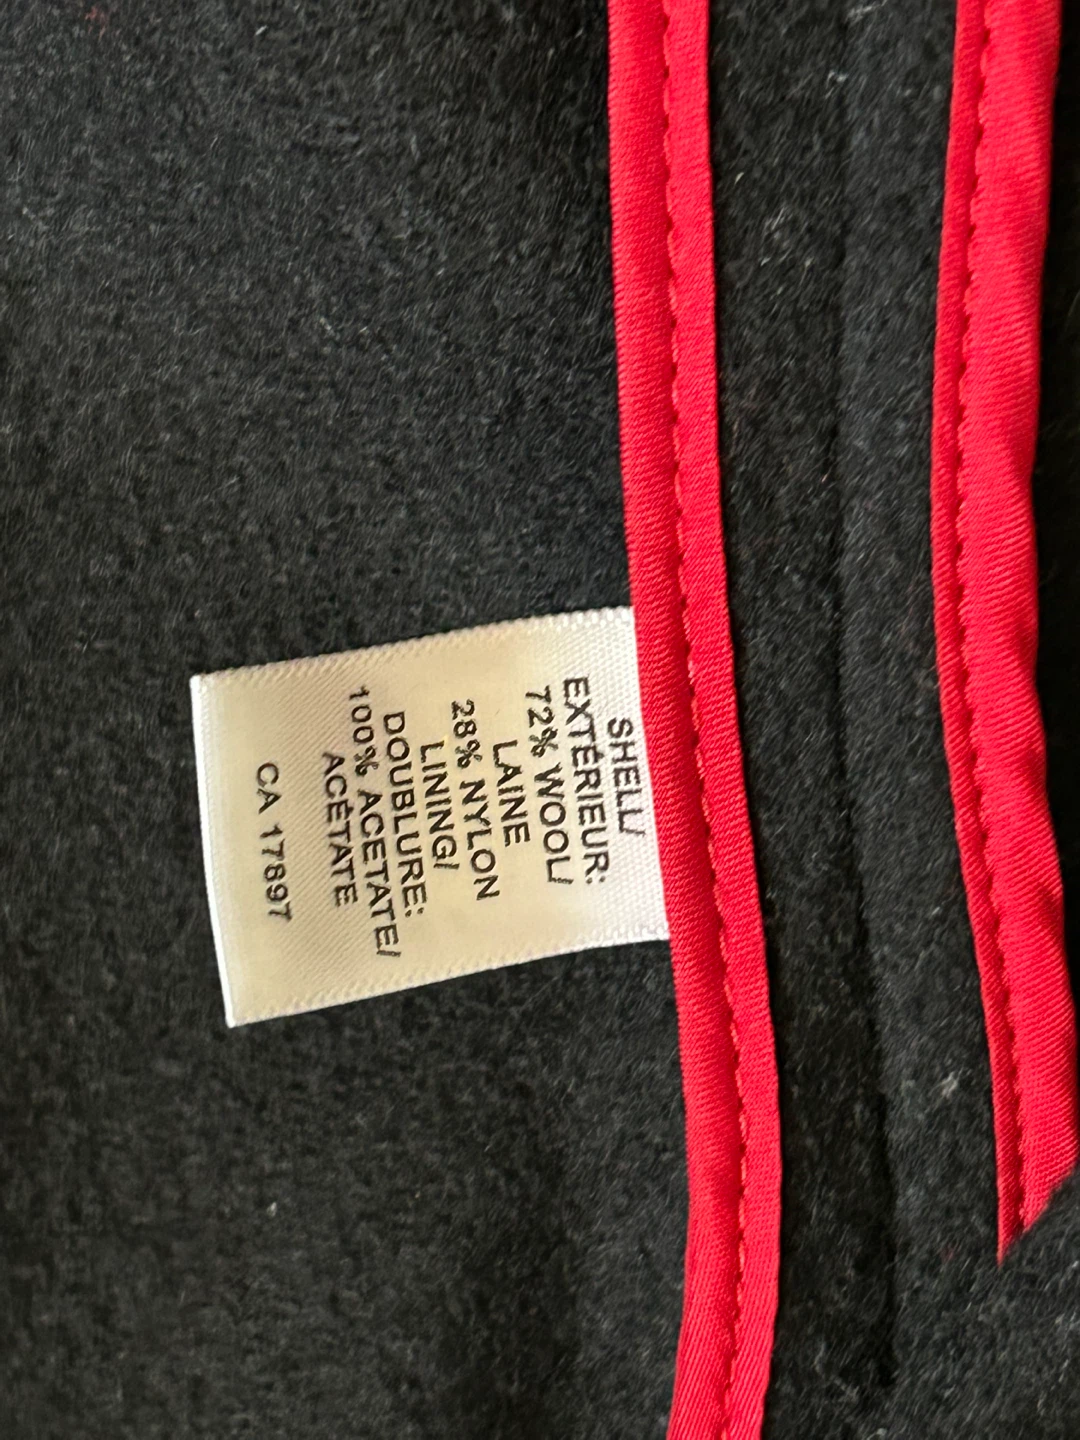 SHELL/
EXTÉRIEUR:
72% WOOL/
LAINE
28% NYLON
LINING/
DOUBLURE:
100% ACETATE/
ACÉTATE
CA 17897